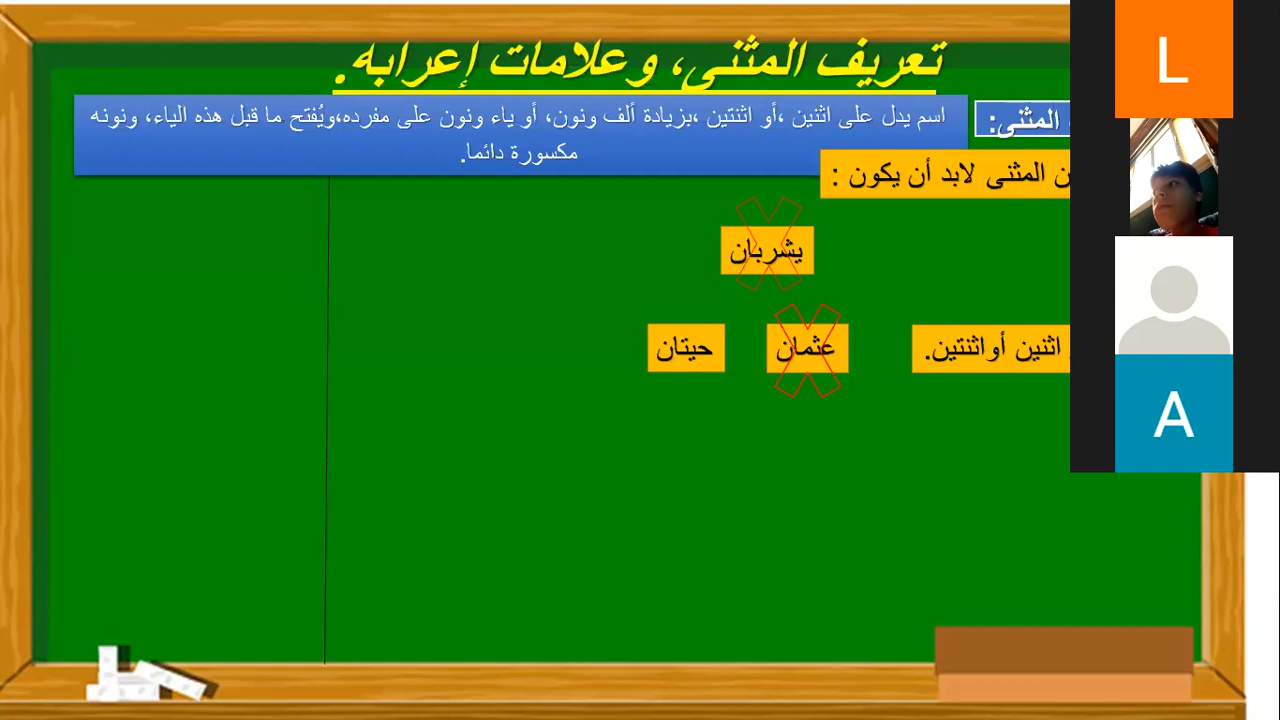 تعريف المثنى، وعلامات إعرابه.
المثنى:
اسم يدل على اثنين ،أو اثنتين ،بزيادة ألف ونون، أو ياء ونون على مفرده،ويُفتح ما قبل هذه الياء، ونونه
مكسورة دائما.
المثنى لابد أن يكون :
يشربان
اثنين أواثنتين.
عثمان
حيتان
L
A